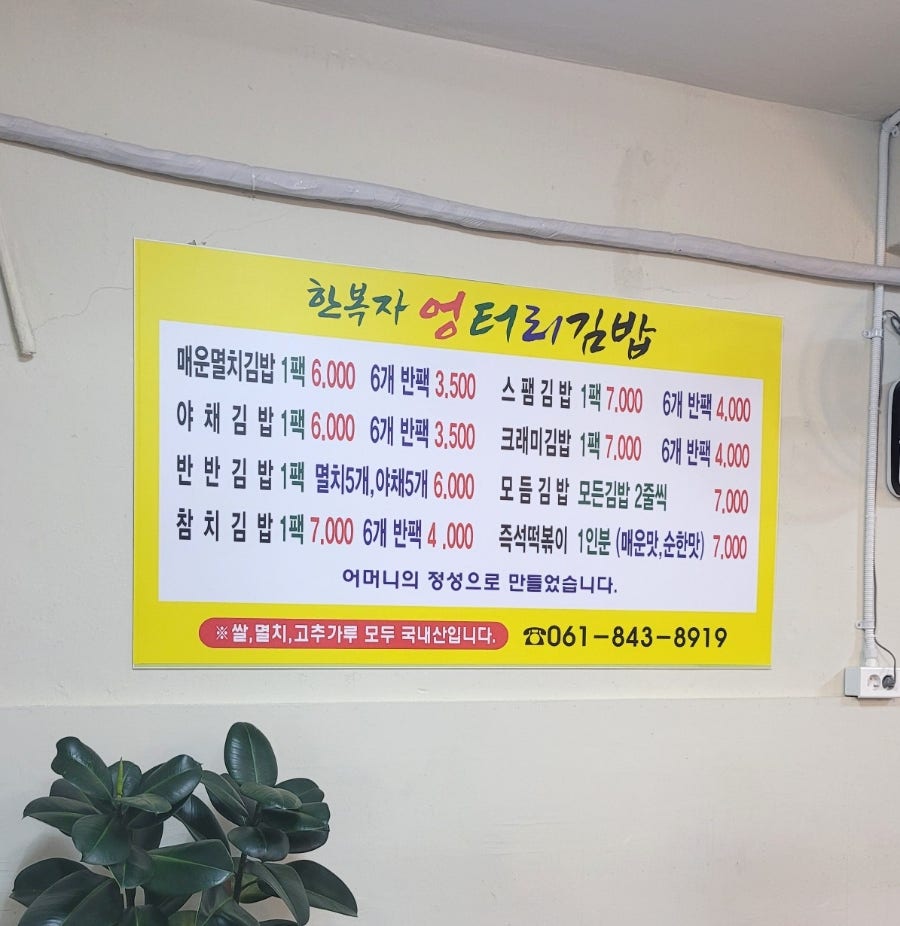 한복자 엉터리김밥
매운멸치김밥 1팩 6,000 6개 반팩 3,500
야채김밥 1팩 6,000 6개 반팩 3,500
반반김밥 1팩 멸치5개,야채5개 6,000
참치김밥 1팩 7,000 6개 반팩 4,000
스팸김밥 1팩 7,000 6개 반팩 4,000
크래미김밥 1팩 7,000 6개 반팩 4,000
모듬김밥 모든김밥 2줄씩 7,000
즉석떡볶이 1인분 (매운맛,순한맛) 7,000
어머니의 정성으로 만들었습니다.
※쌀,멸치,고추가루 모두 국내산입니다. ☎061-843-8919